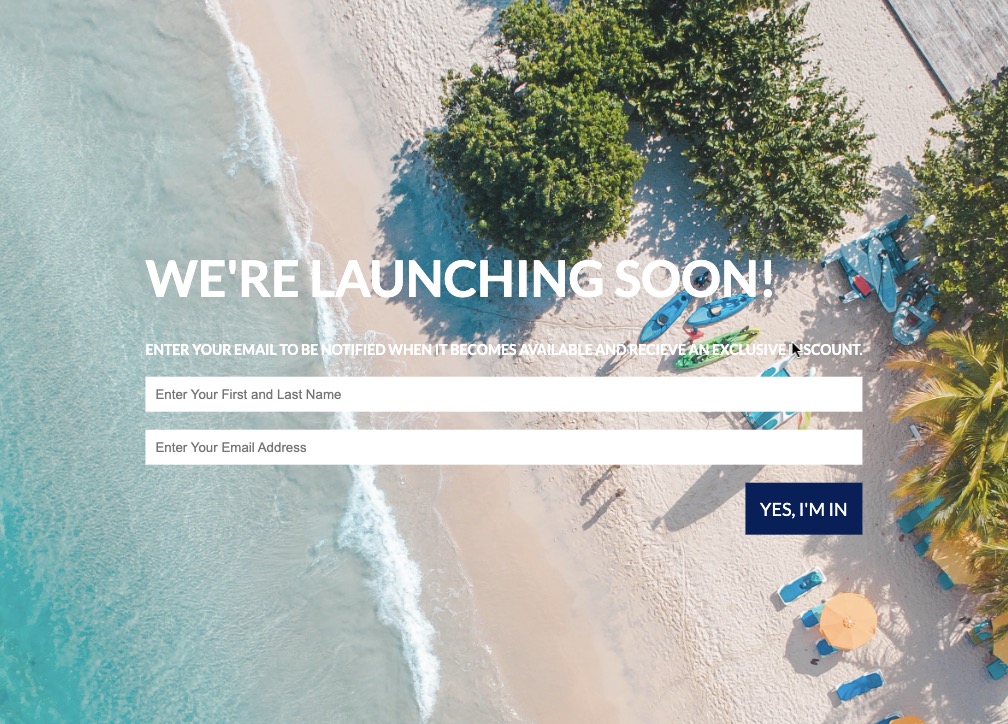 WE'RE LAUNCHING SOON!
ENTER YOUR EMAIL TO BE NOTIFIED WHEN IT BECOMES AVAILABLE AND RECIEVE AN EXCLUSIVE DISCOUNT.
Enter Your First and Last Name
Enter Your Email Address
YES, I'M IN